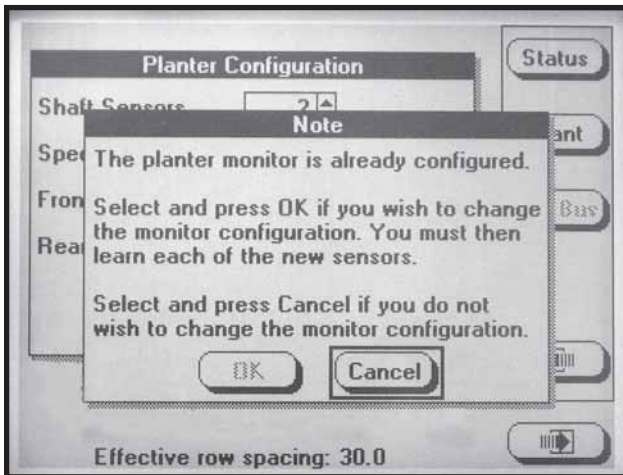 Planter Configuration
Status
Shaft Sensors 2
Note
The planter monitor is already configured.
Select and press OK if you wish to change
the monitor configuration. You must then
learn each of the new sensors.
Select and press Cancel if you do not
wish to change the monitor configuration.
OK
Cancel
Bus
Effective row spacing: 30.0